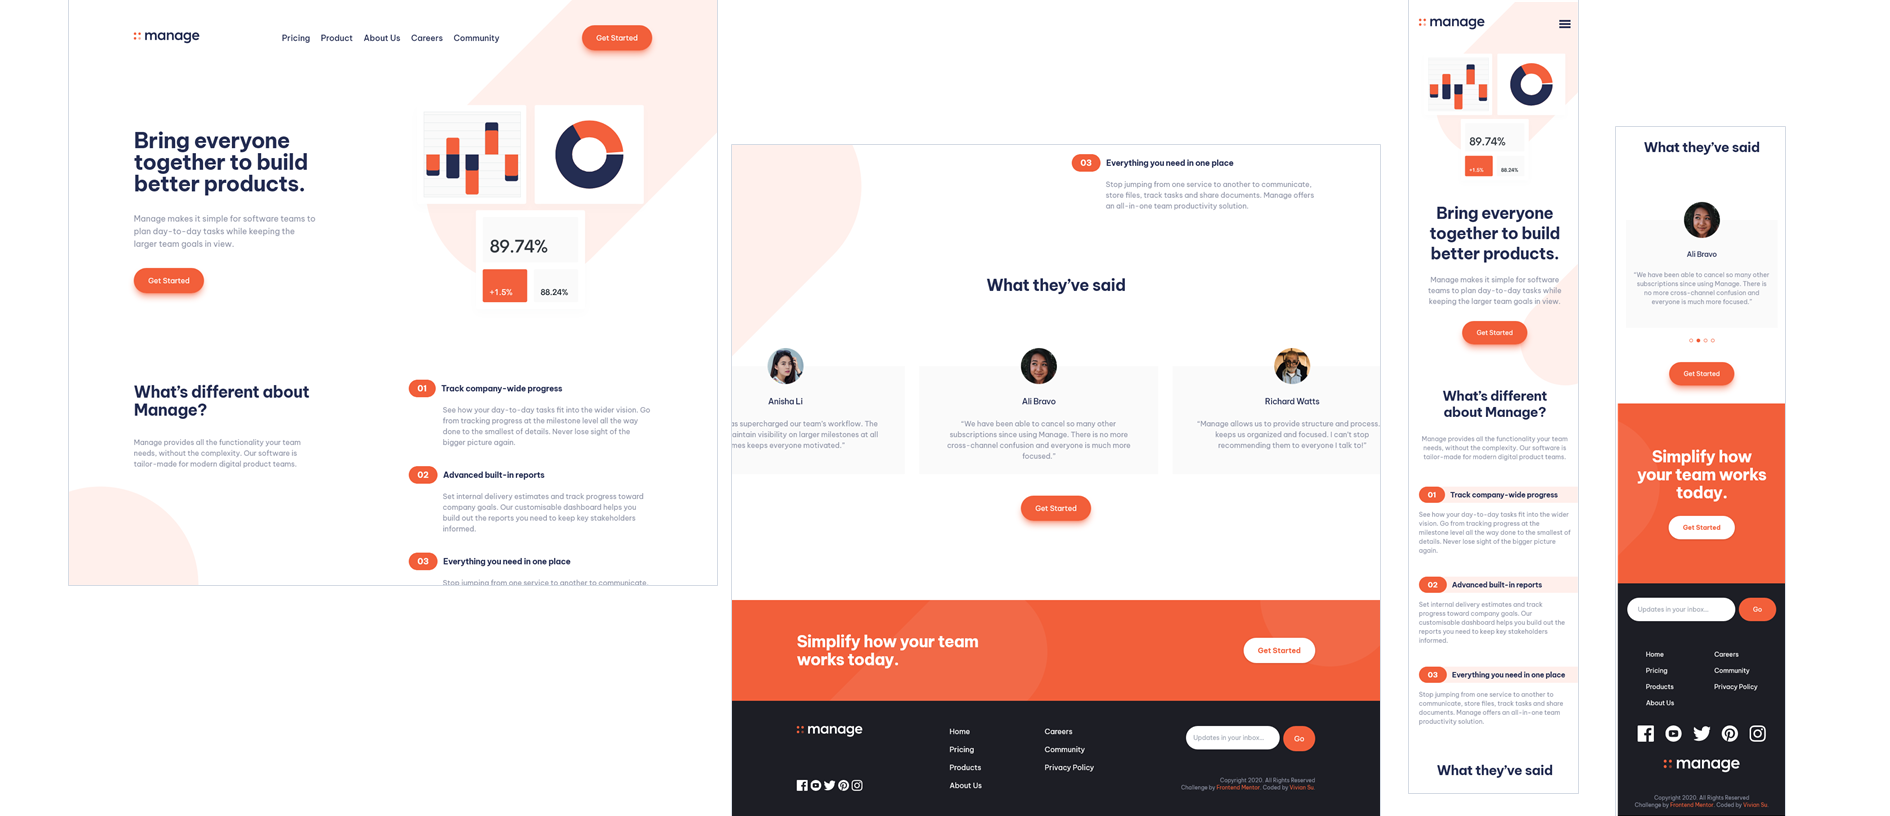 manage
Pricing Product About Us Careers Community
Get Started
Bring everyone
together to build
better products.
Manage makes it simple for software teams to
plan day-to-day tasks while keeping the
larger team goals in view.
Get Started
89.74%
+1.5%
88.24%
What's different about
Manage?
Manage provides all the functionality your team
needs, without the complexity. Our software is
tailor-made for modern digital product teams.
01 Track company-wide progress
See how your day-to-day tasks fit into the wider vision. Go
from tracking progress at the milestone level all the way
done to the smallest of details. Never lose sight of the
bigger picture again.
02 Advanced built-in reports
Set internal delivery estimates and track progress toward
company goals. Our customisable dashboard helps you
build out the reports you need to keep key stakeholders
informed.
03 Everything you need in one place
Stop jumping from one service to another to communicate,
03 Everything you need in one place
Stop jumping from one service to another to communicate,
store files, track tasks and share documents. Manage offers
an all-in-one team productivity solution.
What they've said
Anisha Li
as supercharged our team's workflow. The
aintain visibility on larger milestones at all
mes keeps everyone motivated."
Ali Bravo
"We have been able to cancel so many other
subscriptions since using Manage. There is no more
cross-channel confusion and everyone is much more
focused."
Richard Watts
"Manage allows us to provide structure and process.
keeps us organized and focused. I can't stop
recommending them to everyone I talk to!"
Get Started
Simplify how your team
works today.
Get Started
manage
Home
Pricing
Products
About Us
Careers
Community
Privacy Policy
Updates in your inbox...
Go
Copyright 2020. All Rights Reserved
Challenge by Frontend Mentor. Coded by Vivian Su.
manage
89.74%
+1.5%
88.24%
Bring everyone
together to build
better products.
Manage makes it simple for software
teams to plan day-to-day tasks while
keeping the larger team goals in view.
Get Started
What's different
about Manage?
Manage provides all the functionality your team
needs, without the complexity. Our software is
tailor-made for modern digital product teams.
01 Track company-wide progress
See how your day-to-day tasks fit into the wider
vision. Go from tracking progress at the
milestone level all the way done to the smallest of
details. Never lose sight of the bigger picture
again.
02 Advanced built-in reports
Set internal delivery estimates and track
progress toward company goals. Our
customisable dashboard helps you build out the
reports you need to keep key stakeholders
informed.
03 Everything you need in one place
Stop jumping from one service to another to
communicate, store files, track tasks and share
documents. Manage offers an all-in-one team
productivity solution.
What they've said
What they've said
Ali Bravo
"We have been able to cancel so many other
subscriptions since using Manage. There is
no more cross-channel confusion and
everyone is much more focused."
Get Started
Simplify how
your team works
today.
Get Started
Updates in your inbox...
Go
Home
Pricing
Products
About Us
Careers
Community
Privacy Policy
manage
Copyright 2020. All Rights Reserved
Challenge by Frontend Mentor. Coded by Vivian Su.